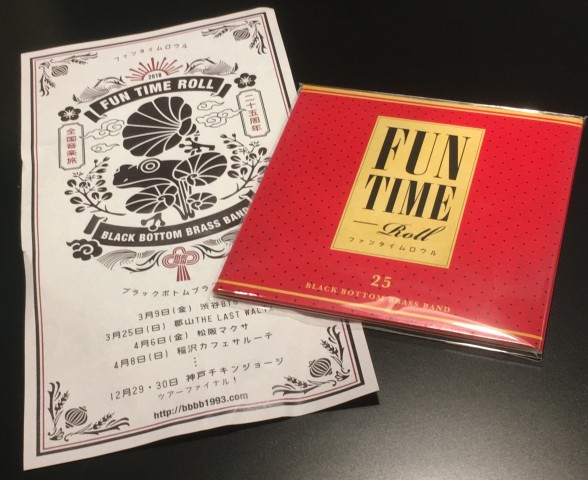 ファンタイムロウル
2018
FUN TIME ROLL
全国音楽旅
二十五周年
BLACK BOTTOM BRASS BAND
ブラックボトムブラ
3月9日(金) 渋谷
3月25日(日) 郡山THE LAST WALT
4月6日(金) 松阪マクサ
4月8日(日) 稲沢カフェサルーテ
⋮
12月29・30日 神戸チキンジョージ
ツアーファイナル!
http://bbbb1993.com
FUN
TIME
Roll
ファンタイムロウル
25
BLACK BOTTOM BRASS BAND